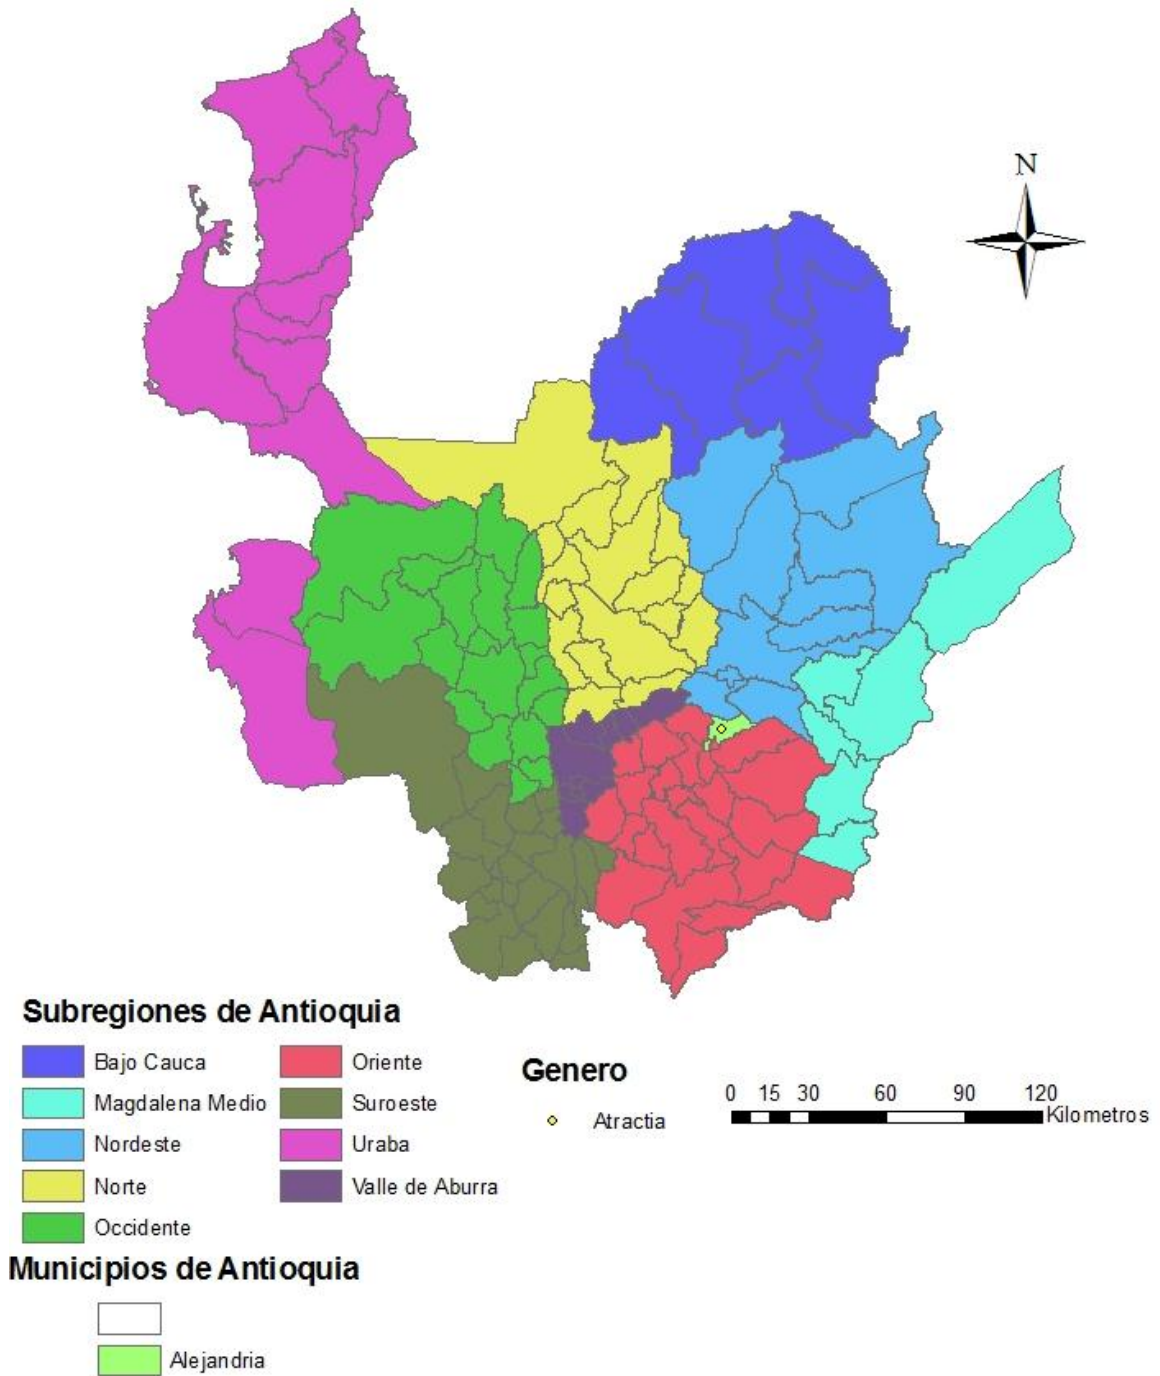 N
Subregiones de Antioquia
Bajo Cauca
Magdalena Medio
Nordeste
Norte
Occidente
Oriente
Suroeste
Uraba
Valle de Aburra
Genero
Atractia
0 15 30 60 90 120
Kilometros
Municipios de Antioquia
Alejandria